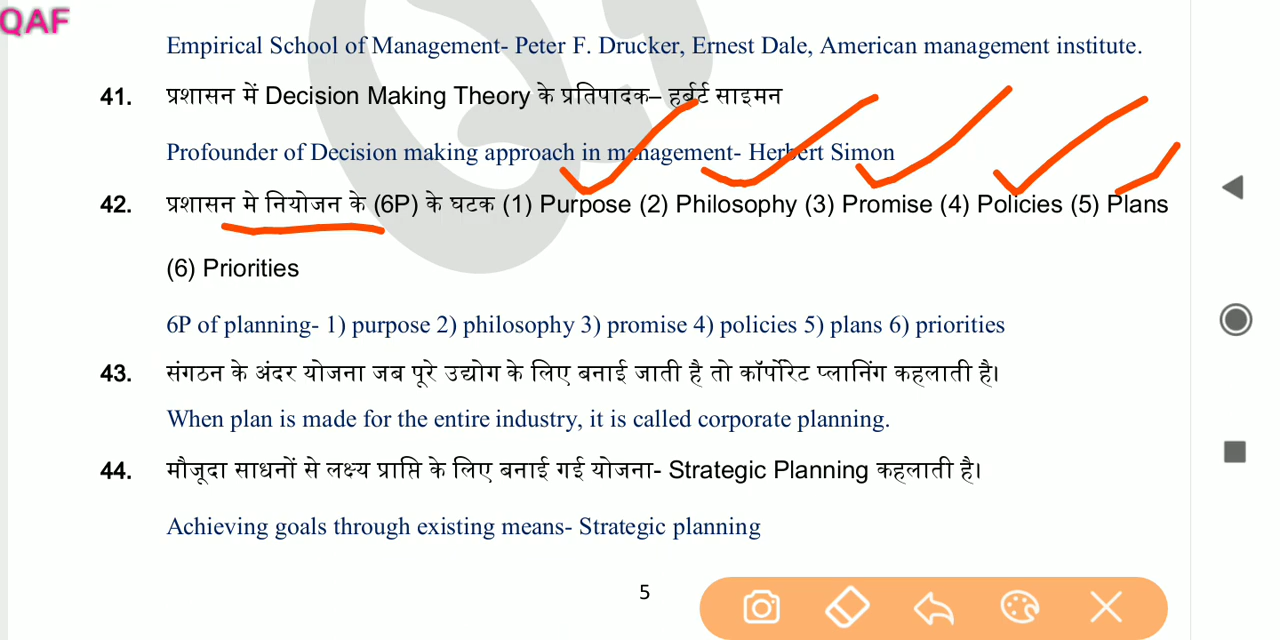 QAF
Empirical School of Management- Peter F. Drucker, Ernest Dale, American management institute.
41. प्रशासन में Decision Making Theory के प्रतिपादक– हर्बर्ट साइमन
Profounder of Decision making approach in management- Herbert Simon
42. प्रशासन मे नियोजन के (6P) के घटक (1) Purpose (2) Philosophy (3) Promise (4) Policies (5) Plans
(6) Priorities
6P of planning- 1) purpose 2) philosophy 3) promise 4) policies 5) plans 6) priorities
43. संगठन के अंदर योजना जब पूरे उद्योग के लिए बनाई जाती है तो कॉर्पोरेट प्लानिंग कहलाती है।
When plan is made for the entire industry, it is called corporate planning.
44. मौजूदा साधनों से लक्ष्य प्राप्ति के लिए बनाई गई योजना- Strategic Planning कहलाती है।
Achieving goals through existing means- Strategic planning
5